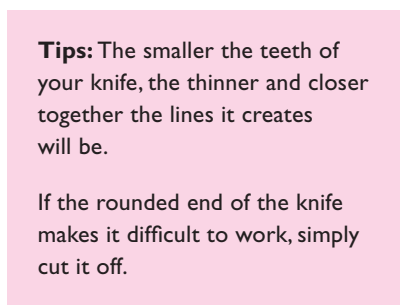 Tips: The smaller the teeth of
your knife, the thinner and closer
together the lines it creates
will be.
If the rounded end of the knife
makes it difficult to work, simply
cut it off.